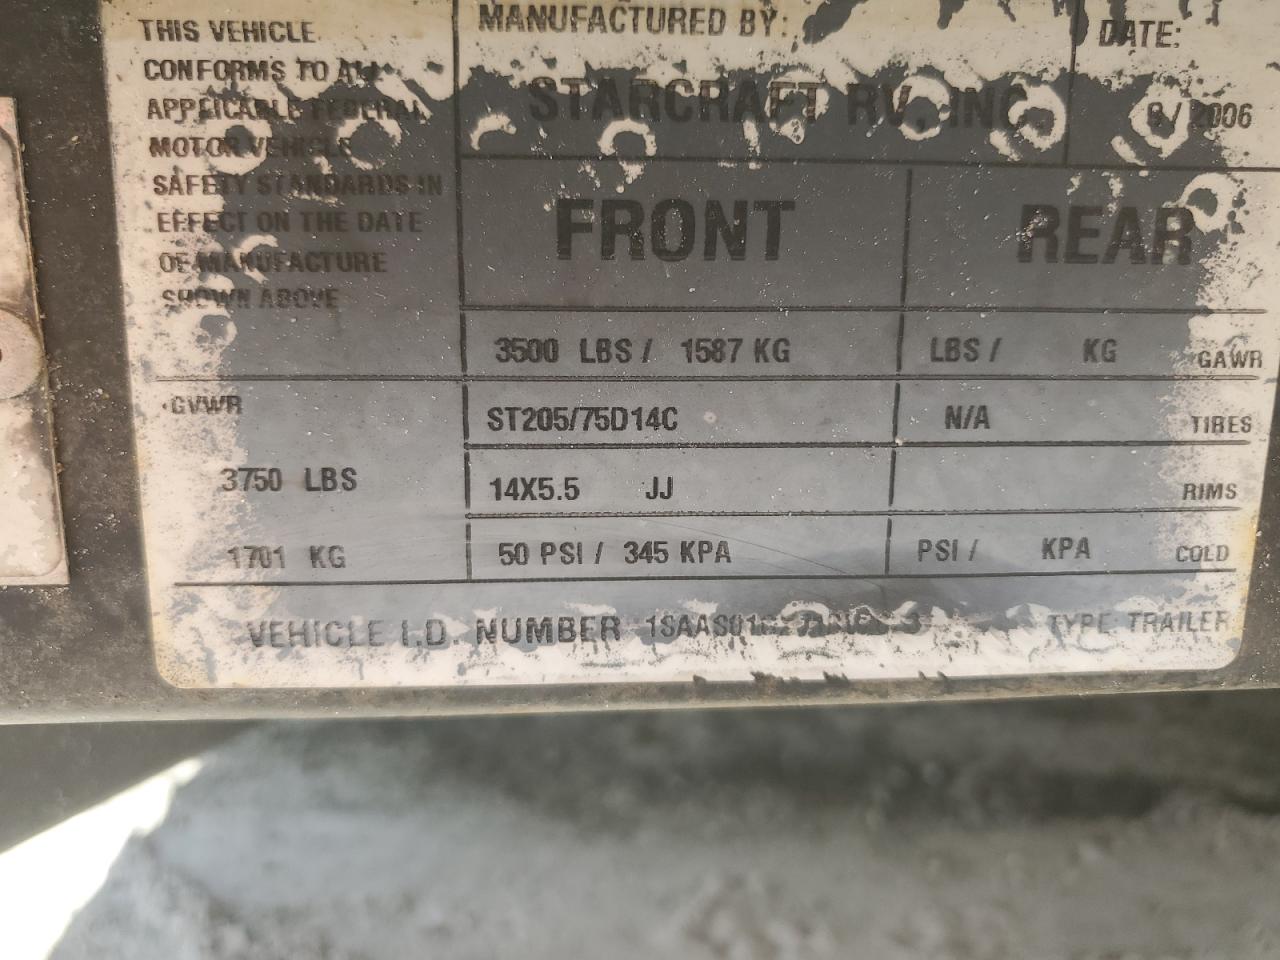 THIS VEHICLE
CONFORMS TO ALL
APPLICABLE FEDERAL
MOTOR VEHICLE
SAFETY STANDARDS IN
EFFECT ON THE DATE
OF MANUFACTURE
SHOWN ABOVE
MANUFACTURED BY: DATE:
STARCRAFT RV, INC 9/2006
FRONT REAR
3500 LBS / 1587 KG LBS / KG GAWR
GVWR ST205/75D14C N/A TIRES
3750 LBS 14X5.5 JJ RIMS
1701 KG 50 PSI / 345 KPA PSI / KPA COLD
VEHICLE I.D. NUMBER TYPE: TRAILER